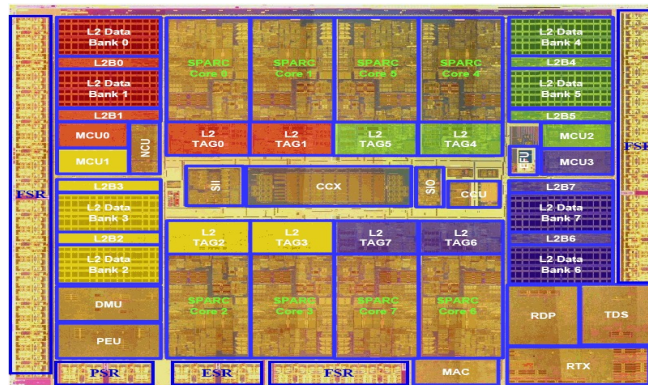 L2 Data
Bank 0
L2B0
L2 Data
Bank 1
L2B1
MCU0
MCU1
NCU
SPARC
Core 0
SPARC
Core 1
SPARC
Core 5
SPARC
Core 4
L2
TAG0
L2
TAG1
L2
TAG5
L2
TAG4
L2 Data
Bank 4
L2B4
L2 Data
Bank 5
L2B5
MCU2
MCU3
EFU
FSR
FSR
SII
CCX
SIO
CCU
L2B3
L2 Data
Bank 3
L2B2
L2 Data
Bank 2
DMU
PEU
L2
TAG2
L2
TAG3
L2
TAG7
L2
TAG6
SPARC
Core 2
SPARC
Core 3
SPARC
Core 7
SPARC
Core 6
L2B7
L2 Data
Bank 7
L2B6
L2 Data
Bank 6
RDP
TDS
RTX
PSR
ESR
FSR
MAC